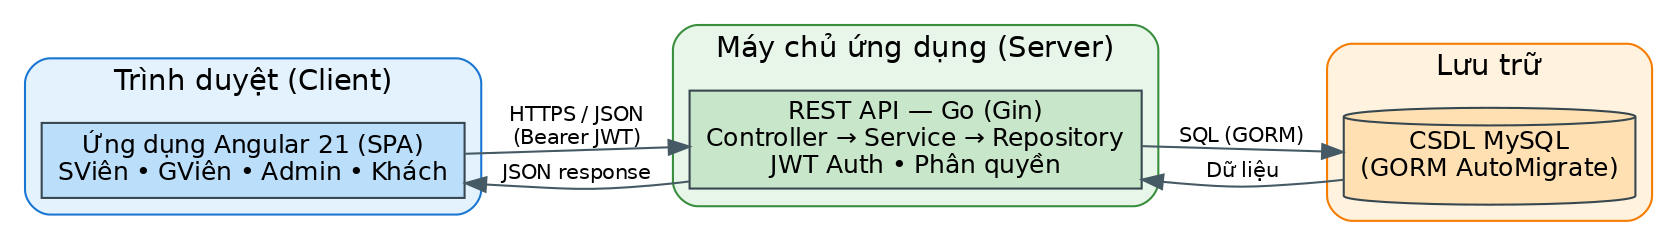 Trình duyệt (Client)
Ứng dụng Angular 21 (SPA)
SViên • GViên • Admin • Khách
HTTPS / JSON
(Bearer JWT)
JSON response
Máy chủ ứng dụng (Server)
REST API — Go (Gin)
Controller → Service → Repository
JWT Auth • Phân quyền
SQL (GORM)
Dữ liệu
Lưu trữ
CSDL MySQL
(GORM AutoMigrate)